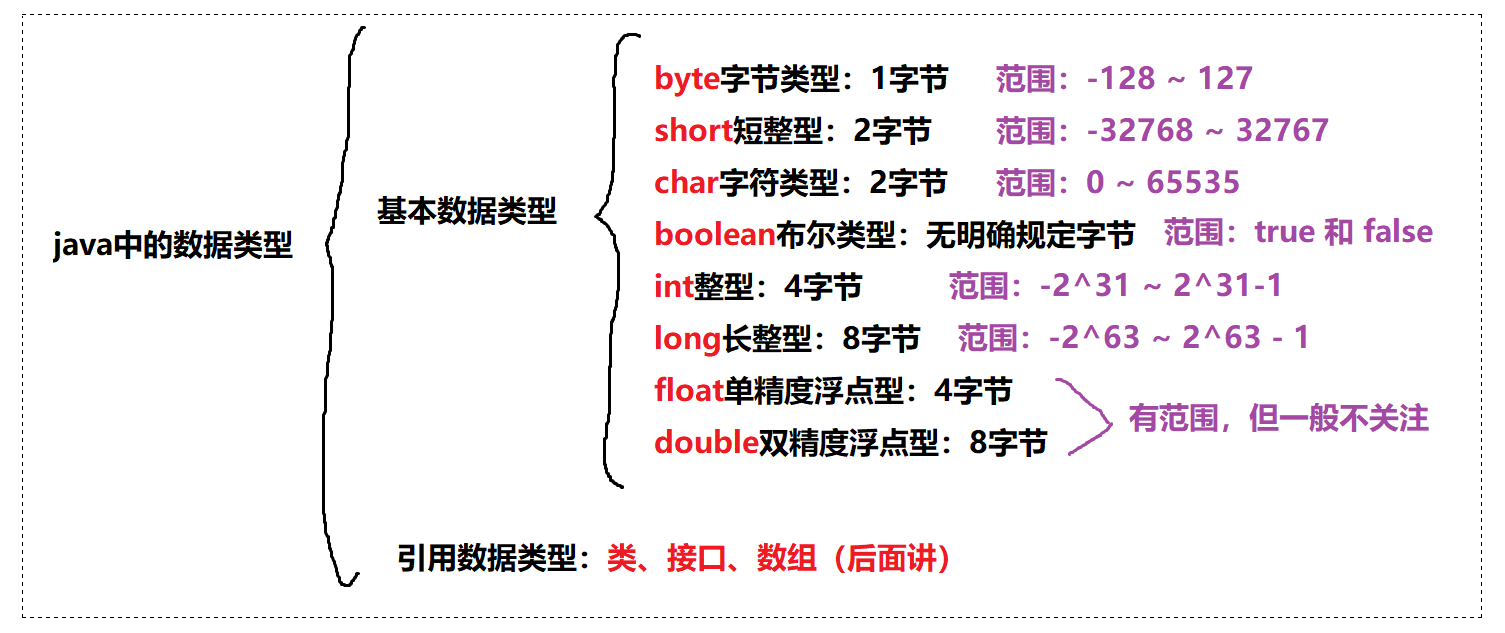 java中的数据类型
基本数据类型
byte字节类型：1字节 范围：-128 ~ 127
short短整型：2字节 范围：-32768 ~ 32767
char字符类型：2字节 范围：0 ~ 65535
boolean布尔类型：无明确规定字节 范围：true 和 false
int整型：4字节 范围：-2^31 ~ 2^31-1
long长整型：8字节 范围：-2^63 ~ 2^63 - 1
float单精度浮点型：4字节
double双精度浮点型：8字节
有范围，但一般不关注
引用数据类型：类、接口、数组（后面讲）